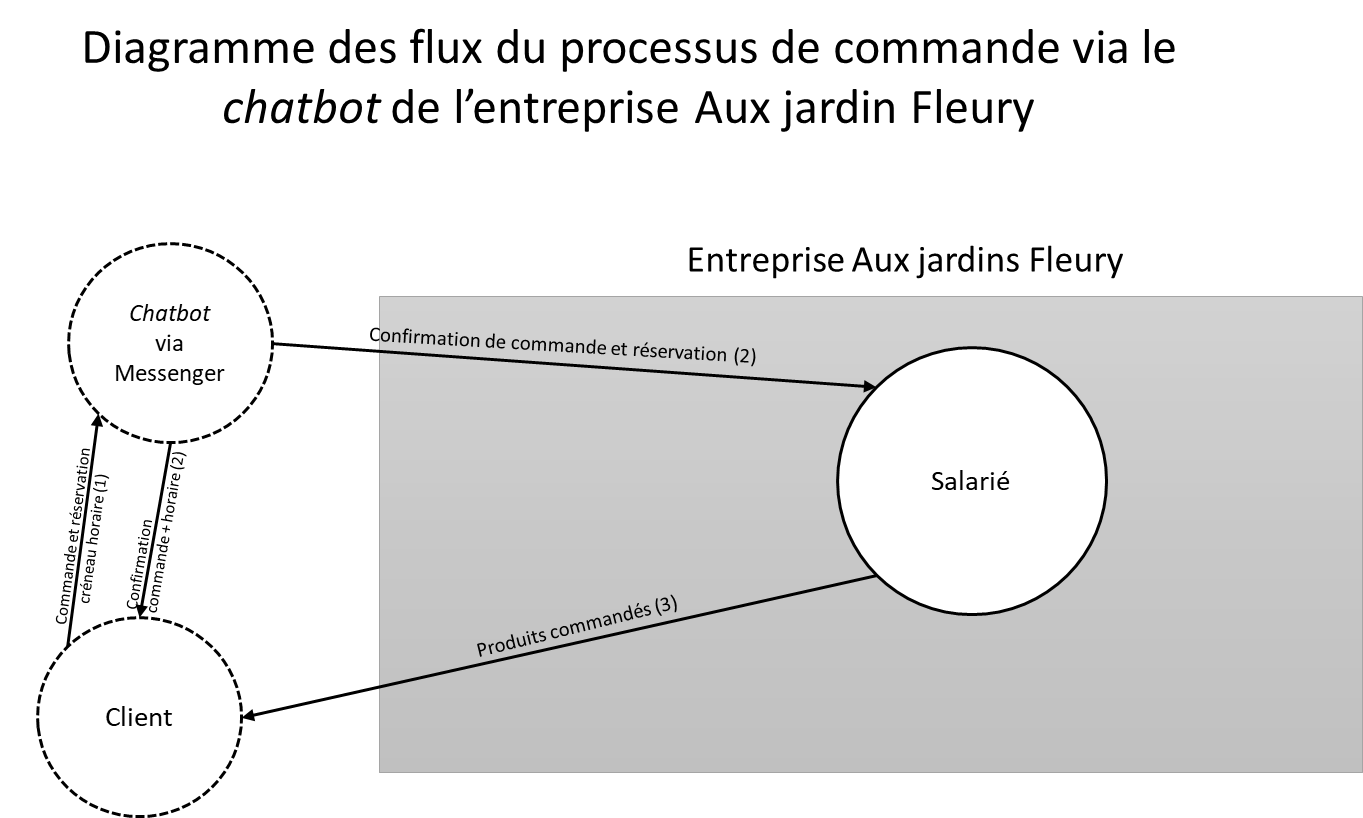 Diagramme des flux du processus de commande via le
chatbot de l’entreprise Aux jardin Fleury
Entreprise Aux jardins Fleury
Chatbot
via
Messenger
Confirmation de commande et réservation (2)
Salarié
Commande et réservation
créneau horaire (1)
Confirmation
commande + horaire (2)
Produits commandés (3)
Client